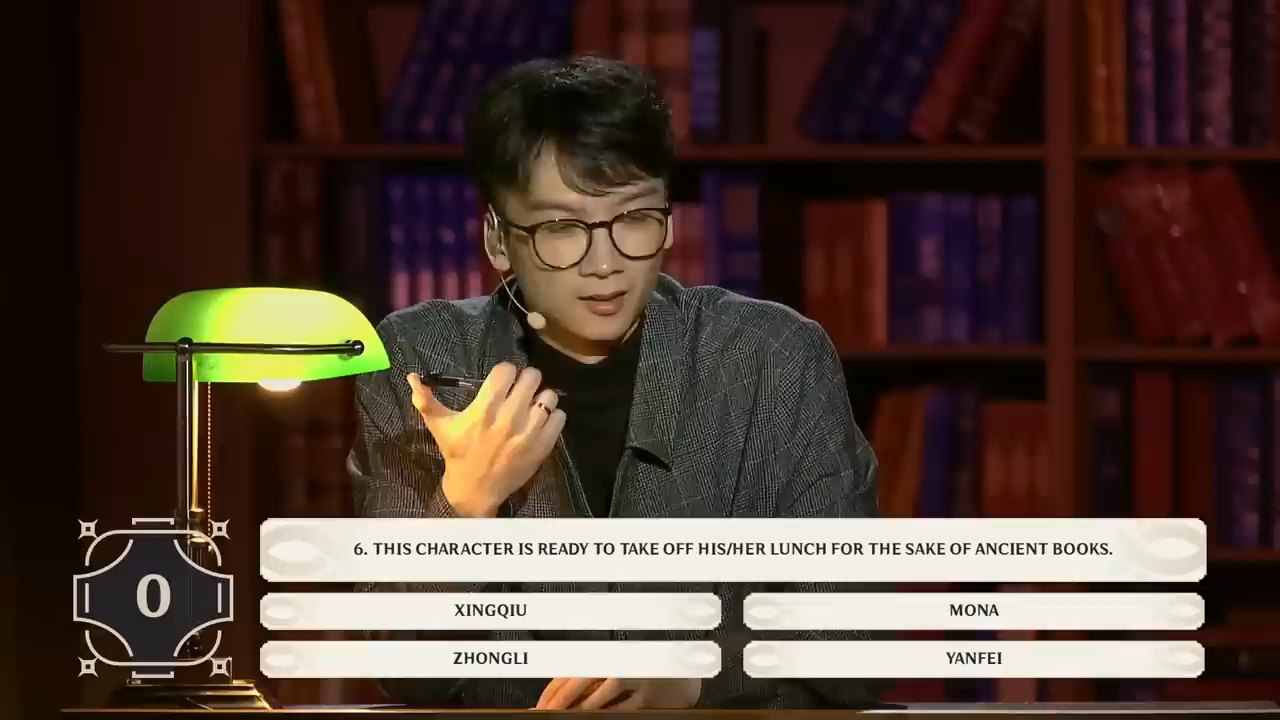 6. THIS CHARACTER IS READY TO TAKE OFF HIS/HER LUNCH FOR THE SAKE OF ANCIENT BOOKS.
0
XINGQIU
MONA
ZHONGLI
YANFEI